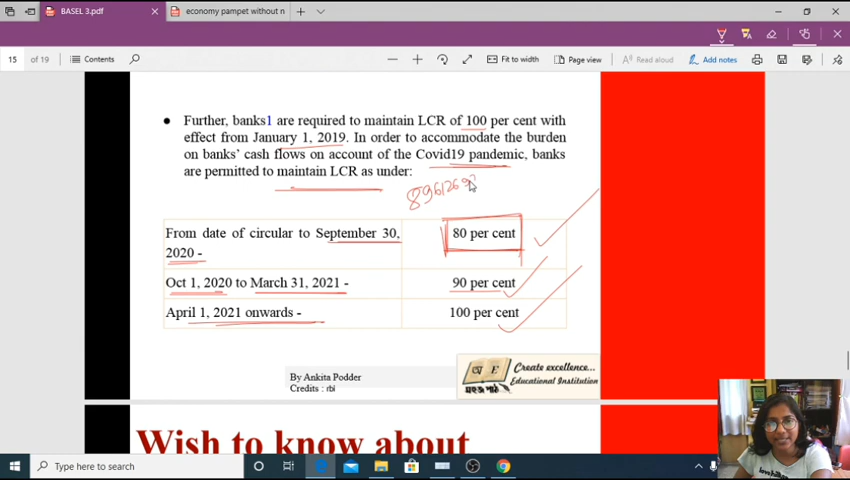 BASEL 3.pdf
economy pampet without n
15 of 19
Contents
Fit to width
Page view
Read aloud
Add notes
Further, banks1 are required to maintain LCR of 100 per cent with
effect from January 1, 2019. In order to accommodate the burden
on banks' cash flows on account of the Covid19 pandemic, banks
are permitted to maintain LCR as under:
From date of circular to September 30, 80 per cent
2020 -
Oct 1, 2020 to March 31, 2021 - 90 per cent
April 1, 2021 onwards - 100 per cent
By Ankita Podder
Credits : rbi
Create excellence...
Educational Institution
Wish to know about
Type here to search